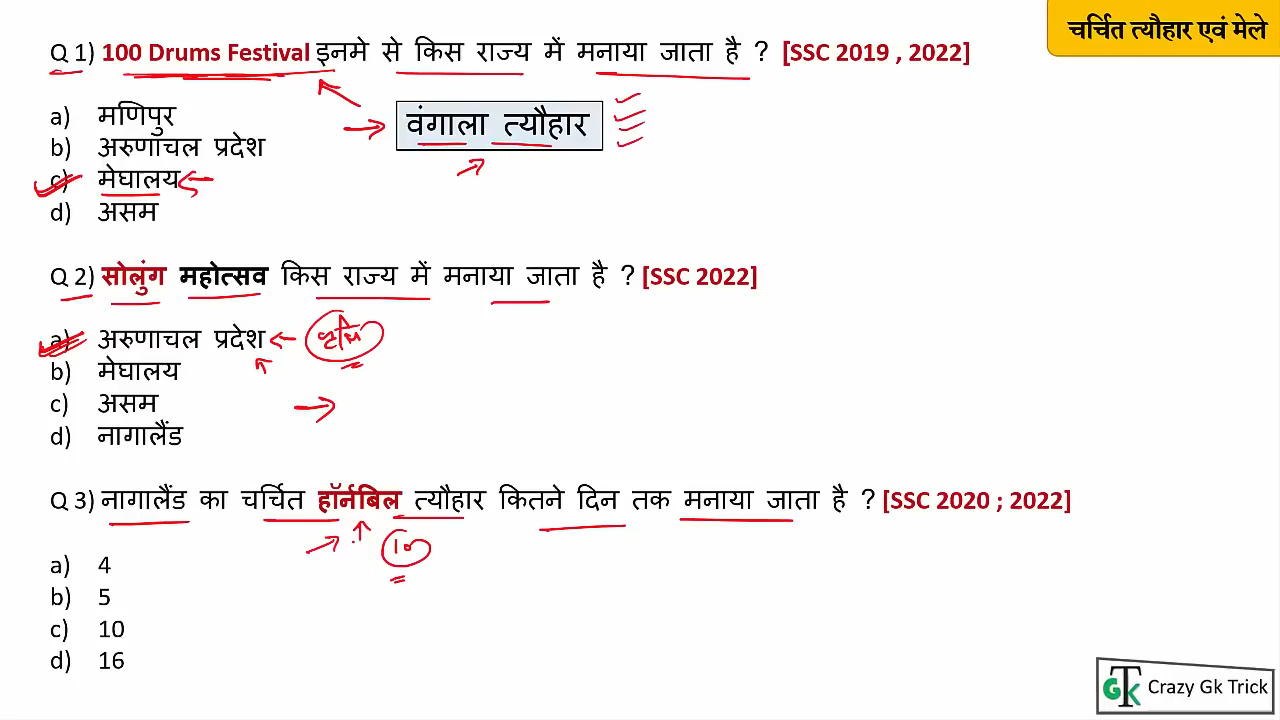 चर्चित त्यौहार एवं मेले
Q 1) 100 Drums Festival इनमे से किस राज्य में मनाया जाता है ? [SSC 2019 , 2022]
वंगाला त्यौहार
a) मणिपुर
b) अरुणाचल प्रदेश
c) मेघालय
d) असम
Q 2) सोलुंग महोत्सव किस राज्य में मनाया जाता है ? [SSC 2022]
a) अरुणाचल प्रदेश
b) मेघालय
c) असम
d) नागालैंड
Q 3) नागालैंड का चर्चित हॉर्नबिल त्यौहार कितने दिन तक मनाया जाता है ? [SSC 2020 ; 2022]
10
a) 4
b) 5
c) 10
d) 16
GTK Crazy Gk Trick